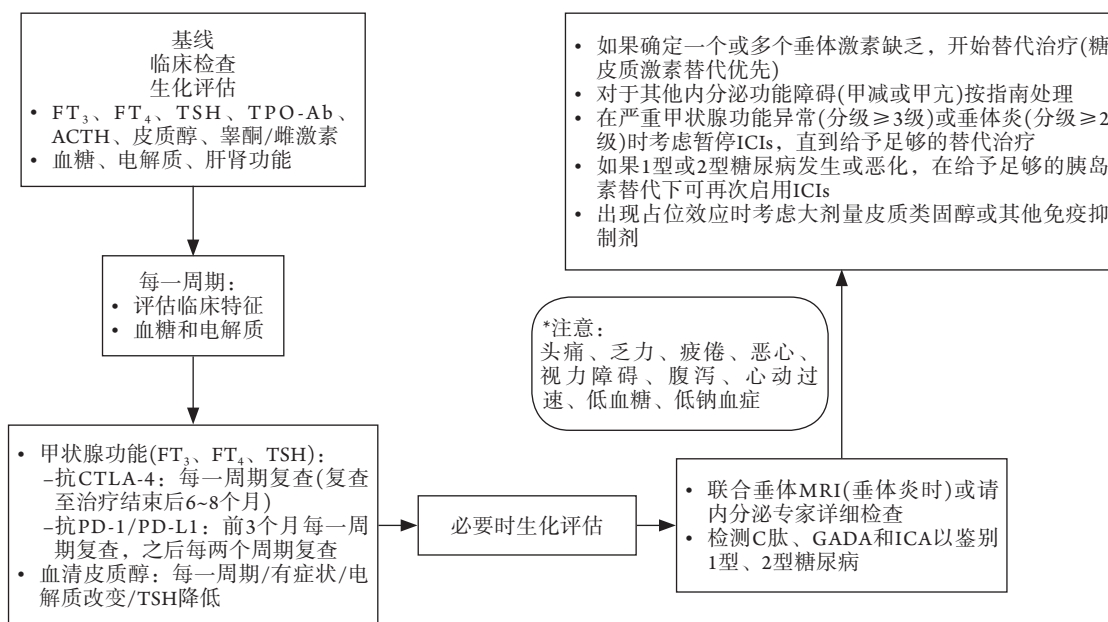 基线
临床检查
生化评估
• FT₃、FT₄、TSH、TPO-Ab、
ACTH、皮质醇、睾酮/雌激素
• 血糖、电解质、肝肾功能
每一周期：
• 评估临床特征
• 血糖和电解质
• 甲状腺功能(FT₃、FT₄、TSH)：
–抗CTLA-4：每一周期复查(复查
至治疗结束后6~8个月)
–抗PD-1/PD-L1：前3个月每一周
期复查，之后每两个周期复查
• 血清皮质醇：每一周期/有症状/电
解质改变/TSH降低
必要时生化评估
• 联合垂体MRI(垂体炎时)或请
内分泌专家详细检查
• 检测C肽、GADA和ICA以鉴别
1型、2型糖尿病
*注意：
头痛、乏力、疲倦、恶心、
视力障碍、腹泻、心动过
速、低血糖、低钠血症
• 如果确定一个或多个垂体激素缺乏，开始替代治疗(糖
皮质激素替代优先)
• 对于其他内分泌功能障碍(甲减或甲亢)按指南处理
• 在严重甲状腺功能异常(分级≥3级)或垂体炎(分级≥2
级)时考虑暂停ICIs，直到给予足够的替代治疗
• 如果1型或2型糖尿病发生或恶化，在给予足够的胰岛
素替代下可再次启用ICIs
• 出现占位效应时考虑大剂量皮质类固醇或其他免疫抑
制剂